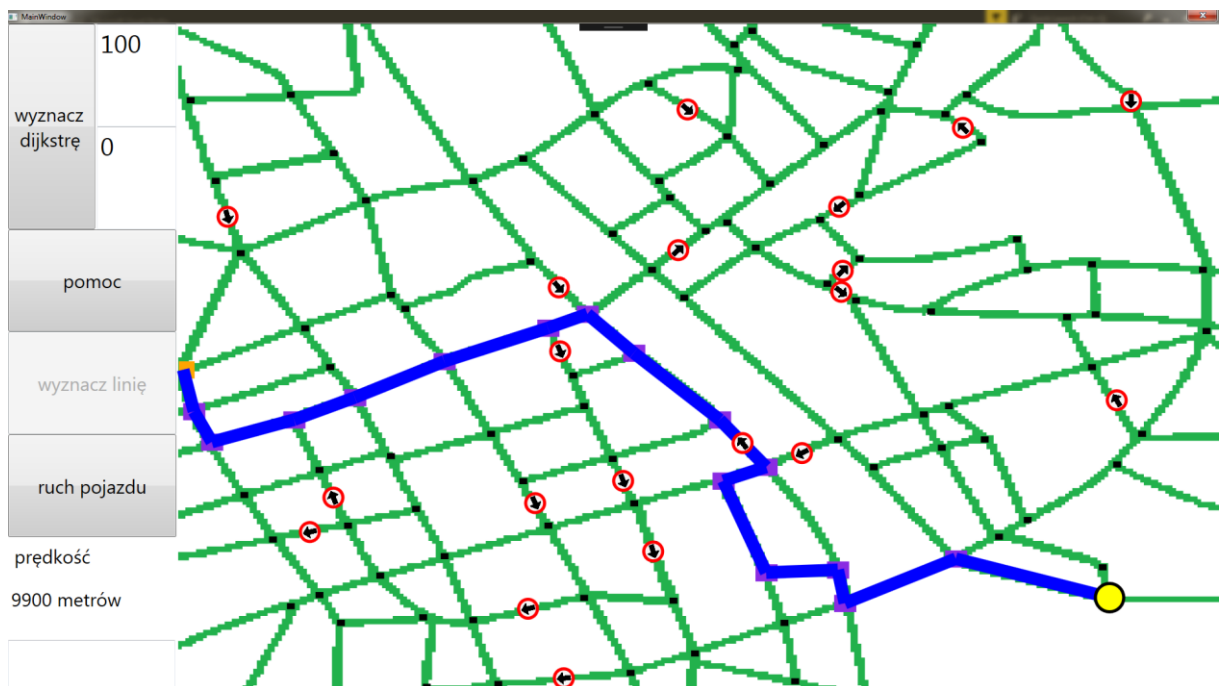 MainWindow
wyznacz
dijkstrę
100
0
pomoc
wyznacz linię
ruch pojazdu
prędkość
9900 metrów